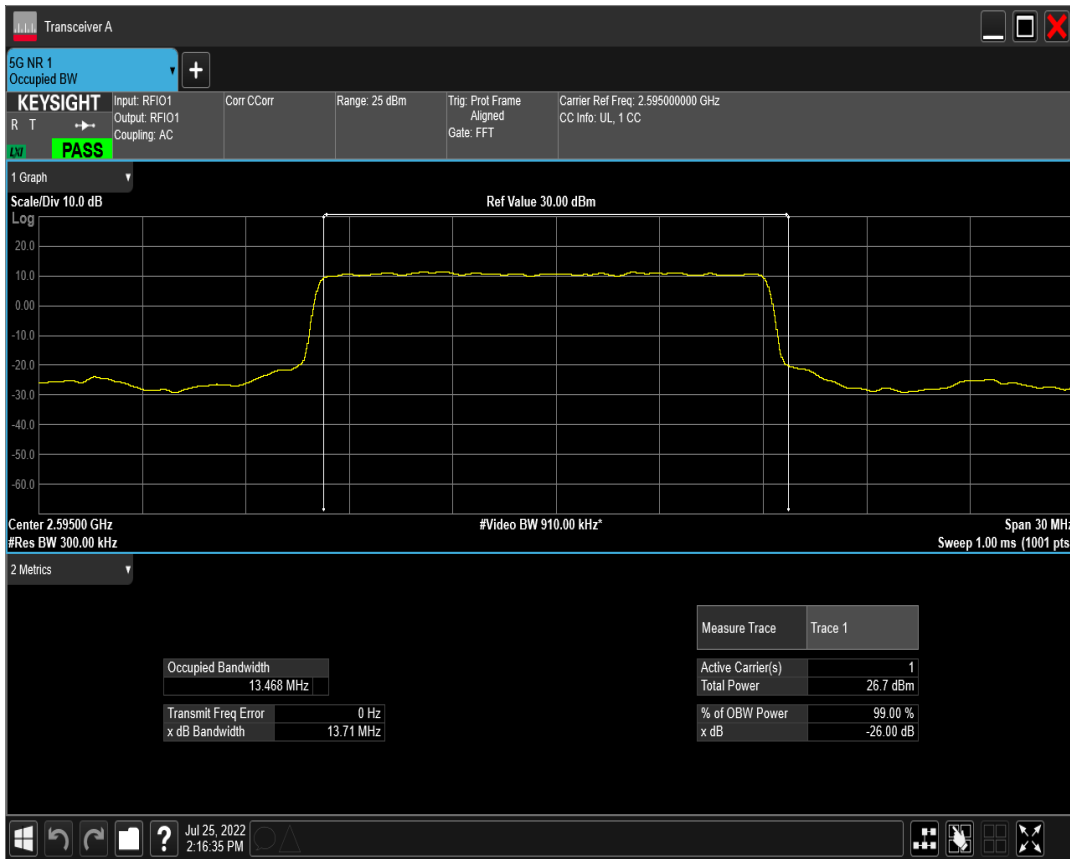 Transceiver A
5G NR 1
Occupied BW
KEYSIGHT
R T
LXI
PASS
Input: RFIO1
Output: RFIO1
Coupling: AC
Corr CCorr
Range: 25 dBm
Trig: Prot Frame
Aligned
Gate: FFT
Carrier Ref Freq: 2.595000000 GHz
CC Info: UL, 1 CC
1 Graph
Scale/Div 10.0 dB
Ref Value 30.00 dBm
Log
20.0
10.0
0.00
-10.0
-20.0
-30.0
-40.0
-50.0
-60.0
Center 2.59500 GHz
#Video BW 910.00 kHz*
Span 30 MHz
#Res BW 300.00 kHz
Sweep 1.00 ms (1001 pts
2 Metrics
Measure Trace Trace 1
Occupied Bandwidth
13.468 MHz
Active Carrier(s) 1
Total Power 26.7 dBm
Transmit Freq Error 0 Hz
x dB Bandwidth 13.71 MHz
% of OBW Power 99.00 %
x dB -26.00 dB
?
Jul 25, 2022
2:16:35 PM